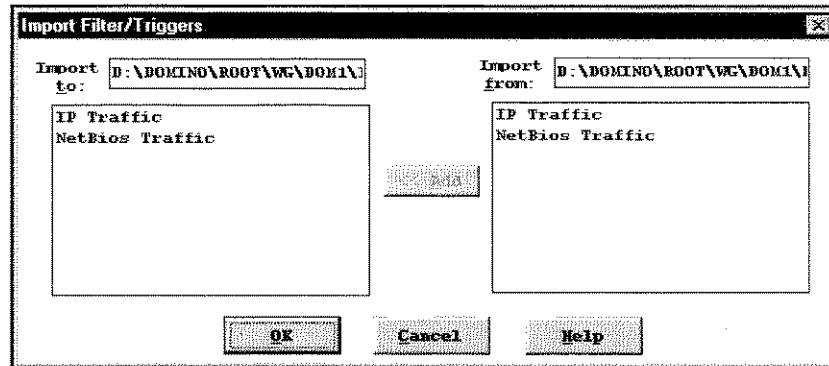 Import Filter/Triggers
Import to: D:\DOMINO\ROOT\WG\DOM1\
IP Traffic
NetBios Traffic
Add
Import from: D:\DOMINO\ROOT\WG\DOM1\
IP Traffic
NetBios Traffic
OK
Cancel
Help